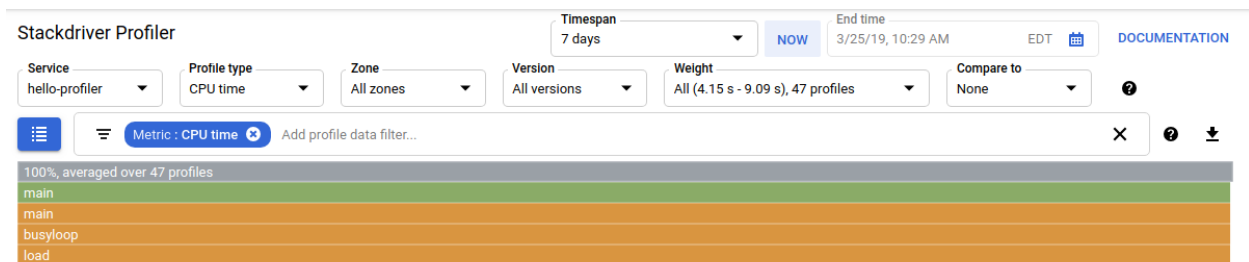 Stackdriver Profiler
Timespan
7 days
NOW
End time
3/25/19, 10:29 AM EDT
DOCUMENTATION
Service
hello-profiler
Profile type
CPU time
Zone
All zones
Version
All versions
Weight
All (4.15 s - 9.09 s), 47 profiles
Compare to
None
Metric : CPU time
Add profile data filter...
100%, averaged over 47 profiles
main
main
busyloop
load